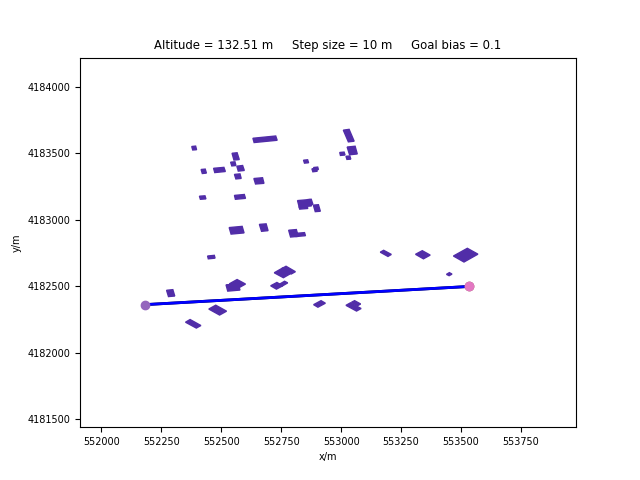 Altitude = 132.51 m     Step size = 10 m     Goal bias = 0.1
4184000
4183500
4183000
4182500
4182000
4181500
y/m
552000 552250 552500 552750 553000 553250 553500 553750
x/m